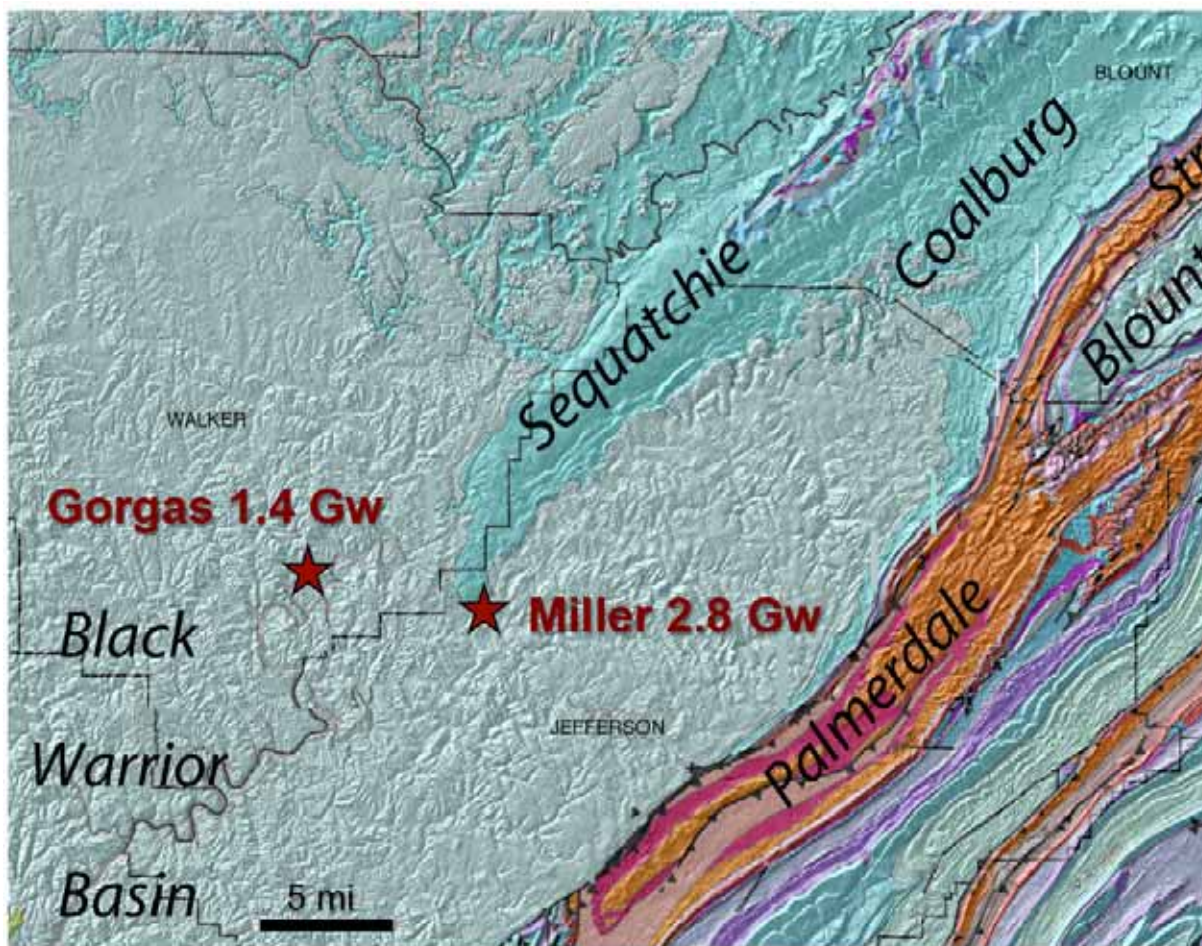 BLOUNT
Coalburg
Str
Sequatchie
Blount
WALKER
Gorgas 1.4 Gw
Miller 2.8 Gw
Black
Palmerdale
JEFFERSON
Warrior
Basin
5 mi